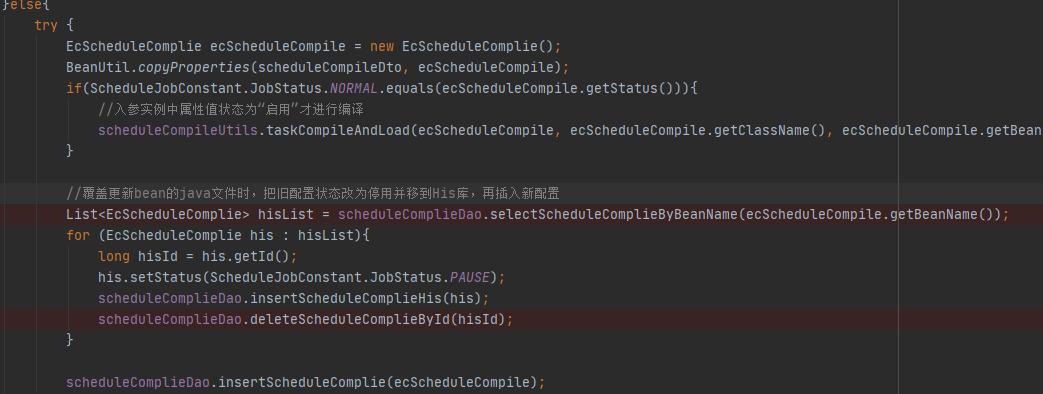 }else{
try {
EcScheduleComplie ecScheduleCompile = new EcScheduleComplie();
BeanUtil.copyProperties(scheduleCompileDto, ecScheduleCompile);
if(ScheduleJobConstant.JobStatus.NORMAL.equals(ecScheduleCompile.getStatus())){
//入参实例中属性值状态为“启用”才进行编译
scheduleCompileUtils.taskCompileAndLoad(ecScheduleCompile, ecScheduleCompile.getClassName(), ecScheduleCompile.getBean
}
//覆盖更新bean的java文件时，把旧配置状态改为停用并移到His库，再插入新配置
List<EcScheduleComplie> hisList = scheduleComplieDao.selectScheduleComplieByBeanName(ecScheduleCompile.getBeanName());
for (EcScheduleComplie his : hisList){
long hisId = his.getId();
his.setStatus(ScheduleJobConstant.JobStatus.PAUSE);
scheduleComplieDao.insertScheduleComplieHis(his);
scheduleComplieDao.deleteScheduleComplieById(hisId);
}
scheduleComplieDao.insertScheduleComplie(ecScheduleCompile);